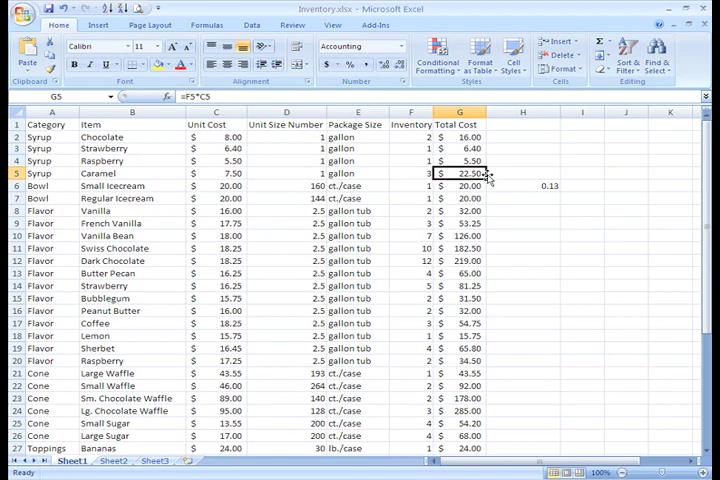 Inventory.xlsx - Microsoft Excel
Home Insert Page Layout Formulas Data Review View Add-Ins
Paste
Clipboard
Calibri 11
B I U
Font
Alignment
Accounting
$ % ,
Number
Conditional Formatting
Format as Table
Cell Styles
Styles
Insert
Delete
Format
Cells
Sort & Filter
Find & Select
Editing
G5 fx =F5*C5
A B C D E F G H I J K
1 Category Item Unit Cost Unit Size Number Package Size Inventory Total Cost
2 Syrup Chocolate $ 8.00 1 gallon 2 $ 16.00
3 Syrup Strawberry $ 6.40 1 gallon 1 $ 6.40
4 Syrup Raspberry $ 5.50 1 gallon 1 $ 5.50
5 Syrup Caramel $ 7.50 1 gallon 3 $ 22.50
6 Bowl Small Icecream $ 20.00 160 ct./case 1 $ 20.00 0.13
7 Bowl Regular Icecream $ 20.00 144 ct./case 1 $ 20.00
8 Flavor Vanilla $ 16.00 2.5 gallon tub 2 $ 32.00
9 Flavor French Vanilla $ 17.75 2.5 gallon tub 3 $ 53.25
10 Flavor Vanilla Bean $ 18.00 2.5 gallon tub 7 $ 126.00
11 Flavor Swiss Chocolate $ 18.25 2.5 gallon tub 10 $ 182.50
12 Flavor Dark Chocolate $ 18.25 2.5 gallon tub 12 $ 219.00
13 Flavor Butter Pecan $ 16.25 2.5 gallon tub 4 $ 65.00
14 Flavor Strawberry $ 16.25 2.5 gallon tub 5 $ 81.25
15 Flavor Bubblegum $ 15.75 2.5 gallon tub 2 $ 31.50
16 Flavor Peanut Butter $ 16.00 2.5 gallon tub 2 $ 32.00
17 Flavor Coffee $ 18.25 2.5 gallon tub 3 $ 54.75
18 Flavor Lemon $ 15.75 2.5 gallon tub 1 $ 15.75
19 Flavor Sherbet $ 16.45 2.5 gallon tub 4 $ 65.80
20 Flavor Raspberry $ 17.25 2.5 gallon tub 2 $ 34.50
21 Cone Large Waffle $ 43.55 193 ct./case 1 $ 43.55
22 Cone Small Waffle $ 46.00 264 ct./case 2 $ 92.00
23 Cone Sm. Chocolate Waffle $ 89.00 140 ct./case 2 $ 178.00
24 Cone Lg. Chocolate Waffle $ 95.00 128 ct./case 3 $ 285.00
25 Cone Small Sugar $ 13.55 200 ct./case 4 $ 54.20
26 Cone Large Sugar $ 17.00 200 ct./case 4 $ 68.00
27 Toppings Bananas $ 24.00 30 lb./case 1 $ 24.00
Sheet1 Sheet2 Sheet3
Ready 100%